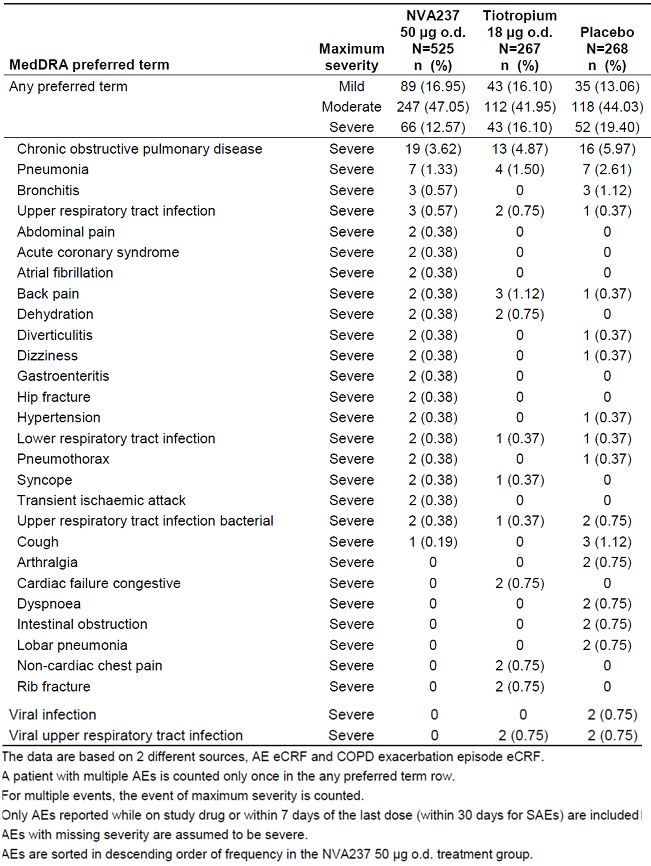 NVA237 Tiotropium
50 µg o.d. 18 µg o.d. Placebo
Maximum N=525 N=267 N=268
MedDRA preferred term severity n (%) n (%) n (%)
Any preferred term Mild 89 (16.95) 43 (16.10) 35 (13.06)
Moderate 247 (47.05) 112 (41.95) 118 (44.03)
Severe 66 (12.57) 43 (16.10) 52 (19.40)
Chronic obstructive pulmonary disease Severe 19 (3.62) 13 (4.87) 16 (5.97)
Pneumonia Severe 7 (1.33) 4 (1.50) 7 (2.61)
Bronchitis Severe 3 (0.57) 0 3 (1.12)
Upper respiratory tract infection Severe 3 (0.57) 2 (0.75) 1 (0.37)
Abdominal pain Severe 2 (0.38) 0 0
Acute coronary syndrome Severe 2 (0.38) 0 0
Atrial fibrillation Severe 2 (0.38) 0 0
Back pain Severe 2 (0.38) 3 (1.12) 1 (0.37)
Dehydration Severe 2 (0.38) 2 (0.75) 0
Diverticulitis Severe 2 (0.38) 0 1 (0.37)
Dizziness Severe 2 (0.38) 0 1 (0.37)
Gastroenteritis Severe 2 (0.38) 0 0
Hip fracture Severe 2 (0.38) 0 0
Hypertension Severe 2 (0.38) 0 1 (0.37)
Lower respiratory tract infection Severe 2 (0.38) 1 (0.37) 1 (0.37)
Pneumothorax Severe 2 (0.38) 0 1 (0.37)
Syncope Severe 2 (0.38) 1 (0.37) 0
Transient ischaemic attack Severe 2 (0.38) 0 0
Upper respiratory tract infection bacterial Severe 2 (0.38) 1 (0.37) 2 (0.75)
Cough Severe 1 (0.19) 0 3 (1.12)
Arthralgia Severe 0 0 2 (0.75)
Cardiac failure congestive Severe 0 2 (0.75) 0
Dyspnoea Severe 0 0 2 (0.75)
Intestinal obstruction Severe 0 0 2 (0.75)
Lobar pneumonia Severe 0 0 2 (0.75)
Non-cardiac chest pain Severe 0 2 (0.75) 0
Rib fracture Severe 0 2 (0.75) 0
Viral infection Severe 0 0 2 (0.75)
Viral upper respiratory tract infection Severe 0 2 (0.75) 2 (0.75)
The data are based on 2 different sources, AE eCRF and COPD exacerbation episode eCRF.
A patient with multiple AEs is counted only once in the any preferred term row.
For multiple events, the event of maximum severity is counted.
Only AEs reported while on study drug or within 7 days of the last dose (within 30 days for SAEs) are included
AEs with missing severity are assumed to be severe.
AEs are sorted in descending order of frequency in the NVA237 50 µg o.d. treatment group.